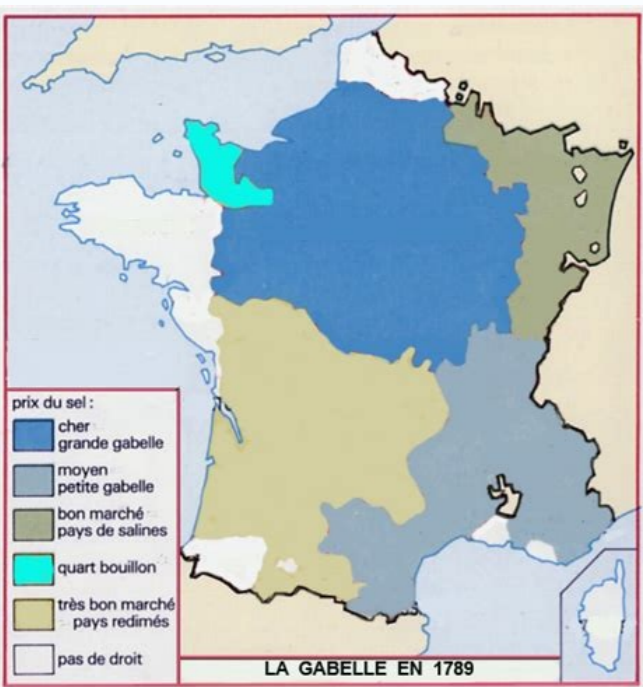 prix du sel :
cher
grande gabelle
moyen
petite gabelle
bon marché
pays de salines
quart bouillon
très bon marché
pays redimés
pas de droit
LA GABELLE EN 1789